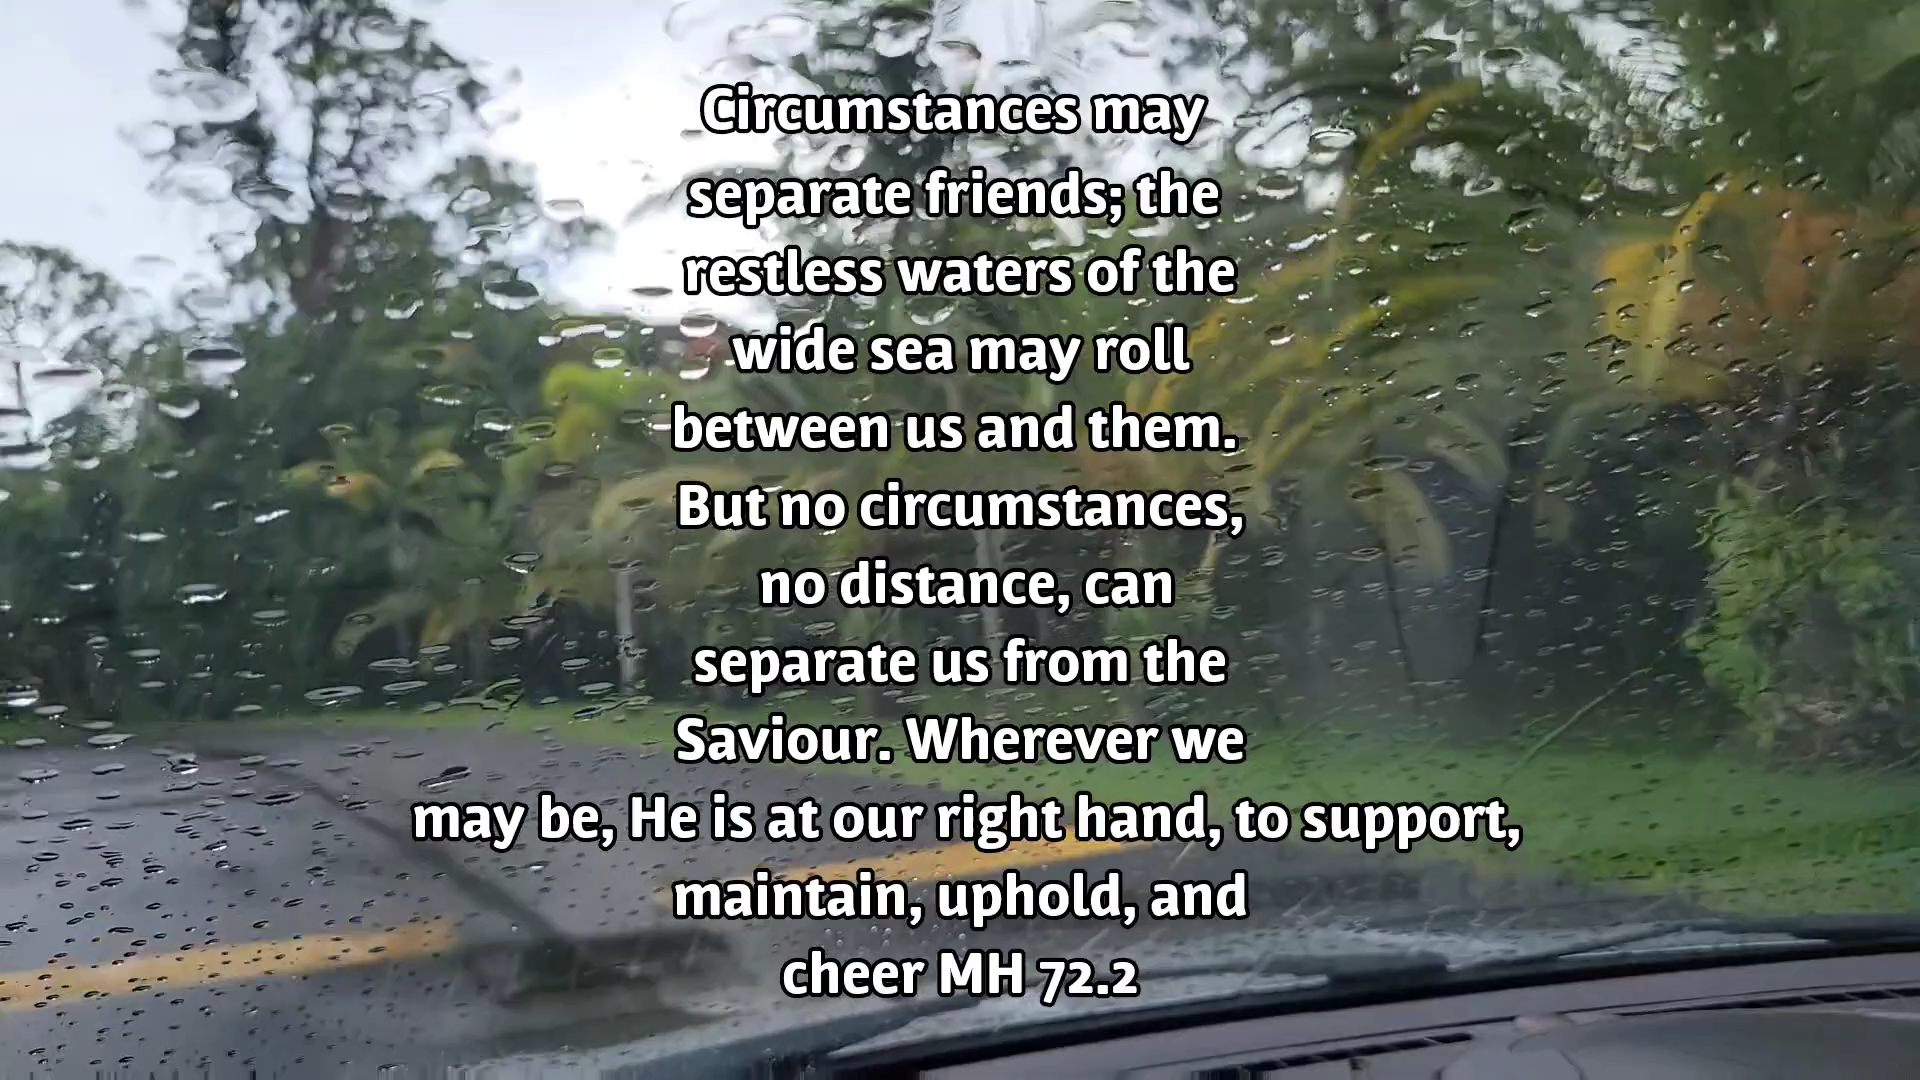 Circumstances may
separate friends; the
restless waters of the
wide sea may roll
between us and them.
But no circumstances,
no distance, can
separate us from the
Saviour. Wherever we
may be, He is at our right hand, to support,
maintain, uphold, and
cheer MH 72.2